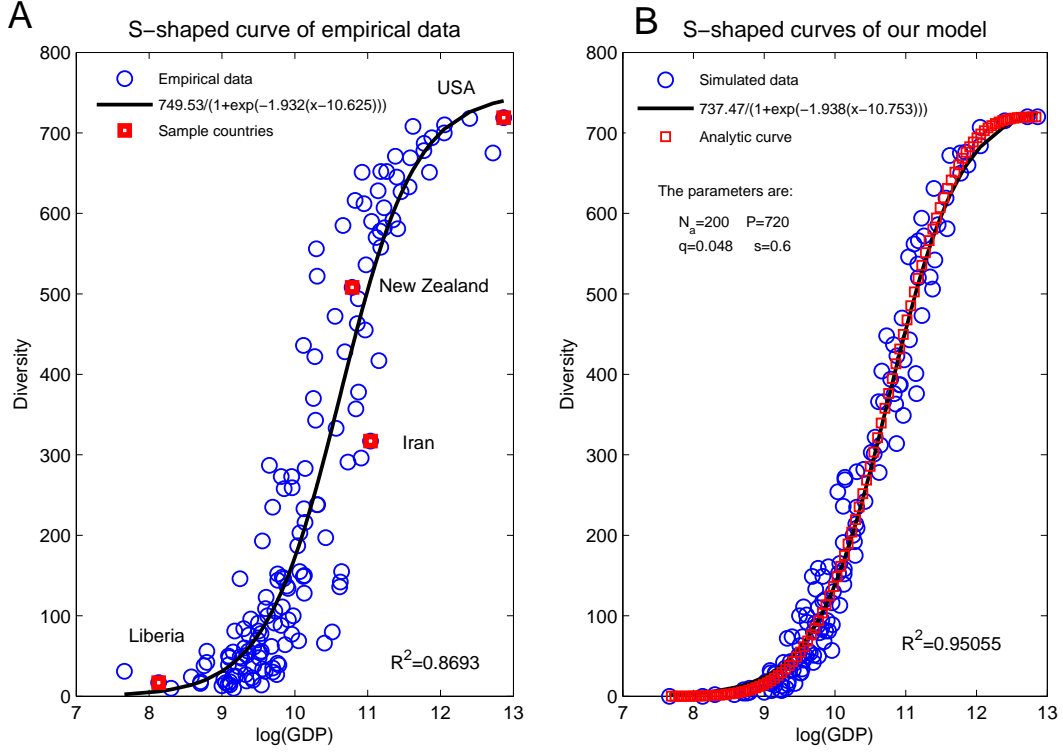 A
S−shaped curve of empirical data
800
700
600
500
400
300
200
100
0
Diversity
7
8
9
10
11
12
13
log(GDP)
Empirical data
749.53/(1+exp(−1.932(x−10.625)))
Sample countries
USA
New Zealand
Iran
Liberia
R²=0.8693
B
S−shaped curves of our model
800
700
600
500
400
300
200
100
0
Diversity
7
8
9
10
11
12
13
log(GDP)
Simulated data
737.47/(1+exp(−1.938(x−10.753)))
Analytic curve
The parameters are:
Nₐ=200 P=720
q=0.048 s=0.6
R²=0.95055